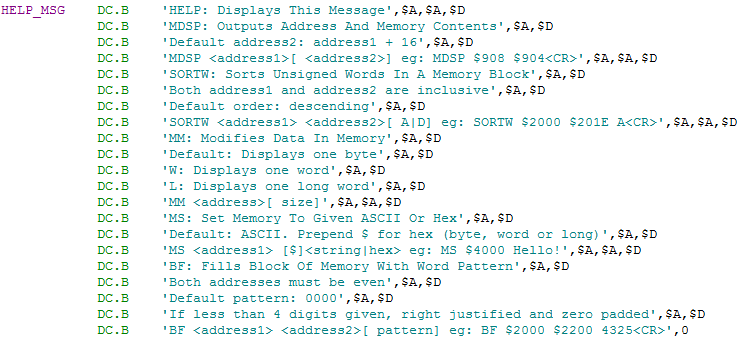 HELP_MSG DC.B 'HELP: Displays This Message',$A,$A,$D
DC.B 'MDSP: Outputs Address And Memory Contents',$A,$D
DC.B 'Default address2: address1 + 16',$A,$D
DC.B 'MDSP <address1>[ <address2>] eg: MDSP $908 $904<CR>',$A,$A,$D
DC.B 'SORTW: Sorts Unsigned Words In A Memory Block',$A,$D
DC.B 'Both address1 and address2 are inclusive',$A,$D
DC.B 'Default order: descending',$A,$D
DC.B 'SORTW <address1> <address2>[ A|D] eg: SORTW $2000 $201E A<CR>',$A,$A,$D
DC.B 'MM: Modifies Data In Memory',$A,$D
DC.B 'Default: Displays one byte',$A,$D
DC.B 'W: Displays one word',$A,$D
DC.B 'L: Displays one long word',$A,$D
DC.B 'MM <address>[ size]',$A,$A,$D
DC.B 'MS: Set Memory To Given ASCII Or Hex',$A,$D
DC.B 'Default: ASCII. Prepend $ for hex (byte, word or long)',$A,$D
DC.B 'MS <address1> [$]<string|hex> eg: MS $4000 Hello!',$A,$A,$D
DC.B 'BF: Fills Block Of Memory With Word Pattern',$A,$D
DC.B 'Both addresses must be even',$A,$D
DC.B 'Default pattern: 0000',$A,$D
DC.B 'If less than 4 digits given, right justified and zero padded',$A,$D
DC.B 'BF <address1> <address2>[ pattern] eg: BF $2000 $2200 4325<CR>',0